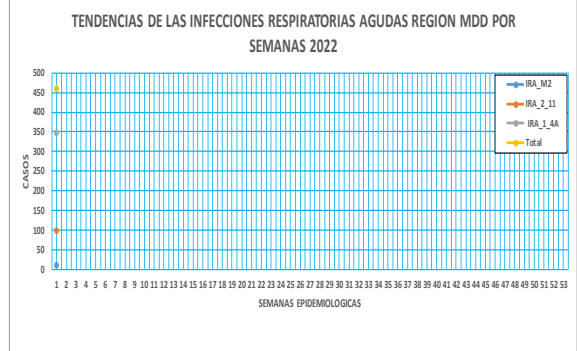 TENDENCIAS DE LAS INFECCIONES RESPIRATORIAS AGUDAS REGION MDD POR
SEMANAS 2022
500
450
400
350
300
250
200
150
100
50
0
CASOS
IRA_M2
IRA_2_11
IRA_1_4A
Total
1 2 3 4 5 6 7 8 9 10 11 12 13 14 15 16 17 18 19 20 21 22 23 24 25 26 27 28 29 30 31 32 33 34 35 36 37 38 39 40 41 42 43 44 45 46 47 48 49 50 51 52 53
SEMANAS EPIDEMIOLOGICAS